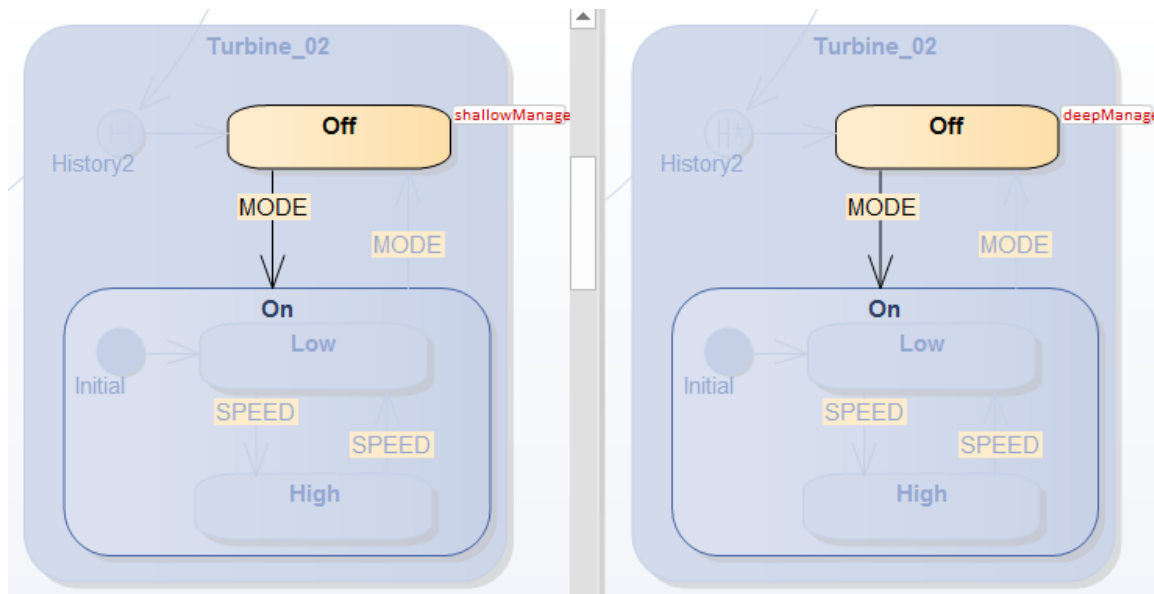 Turbine_02
Off
shallowManage
H
History2
MODE
MODE
On
Low
Initial
SPEED
SPEED
High
Turbine_02
Off
deepManage
H*
History2
MODE
MODE
On
Low
Initial
SPEED
SPEED
High